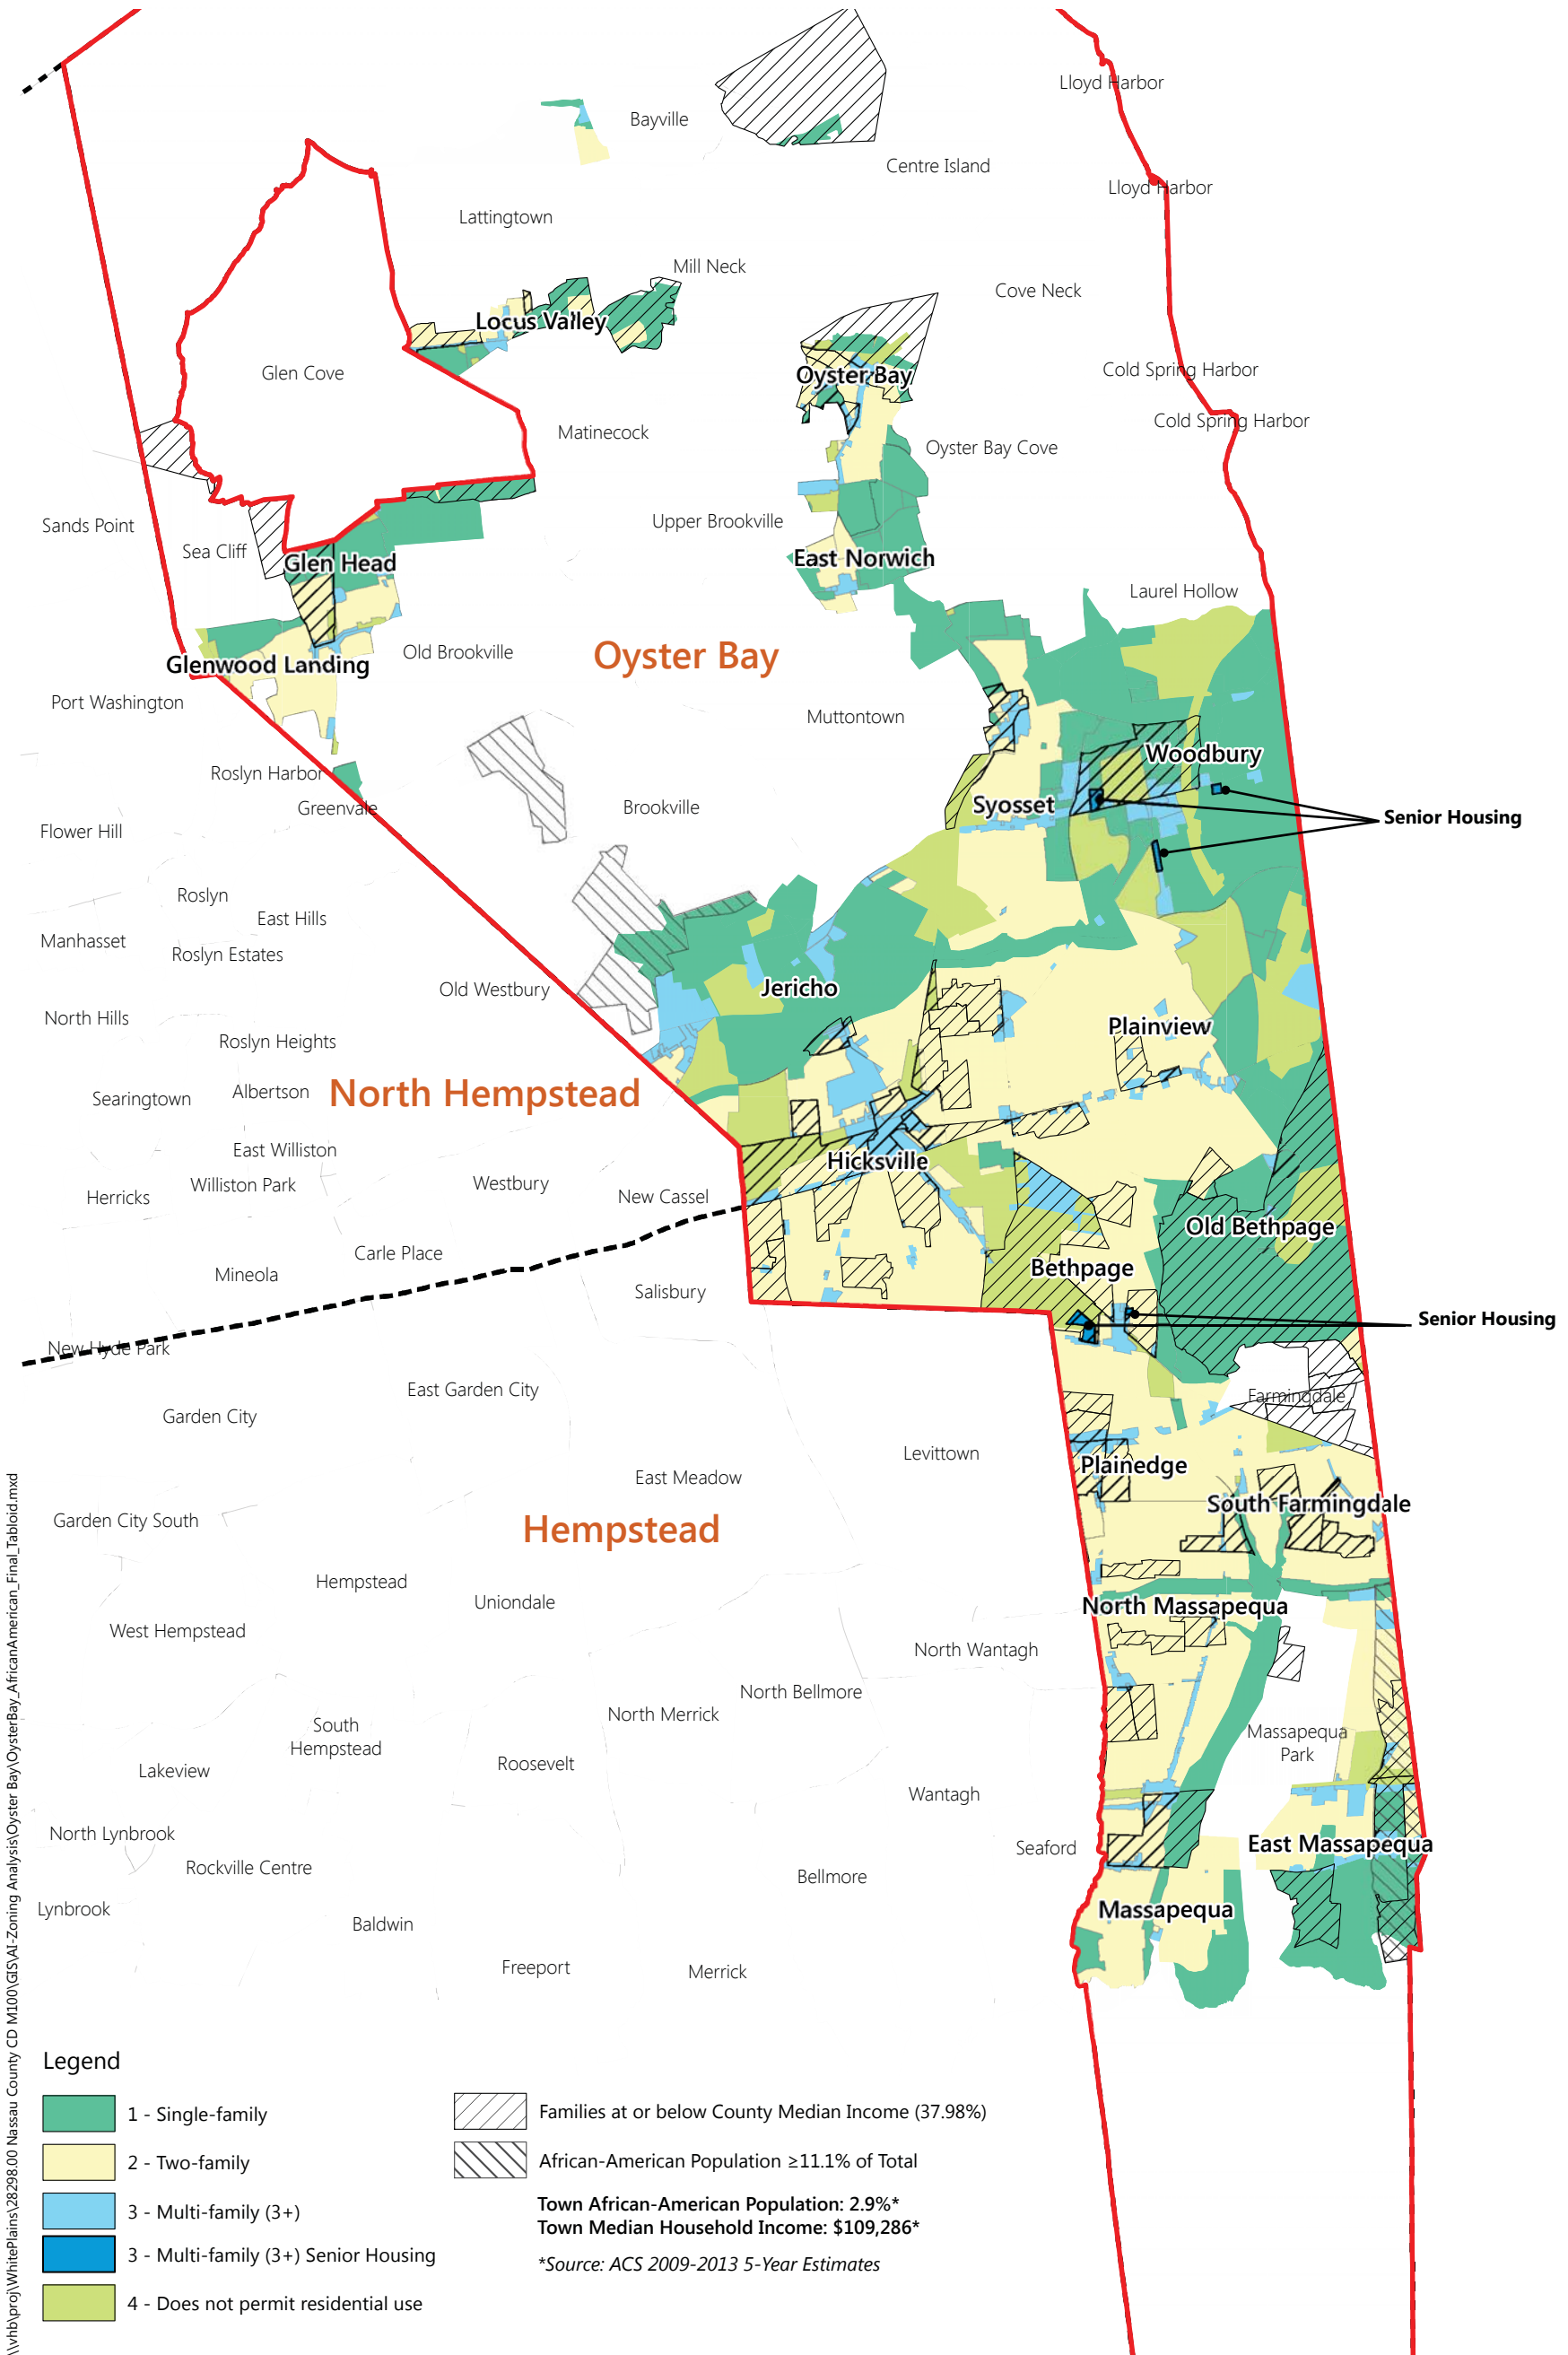 Lloyd Harbor
Bayville
Centre Island
Lloyd Harbor
Lattingtown
Mill Neck
Cove Neck
Locus Valley
Glen Cove
Oyster Bay
Cold Spring Harbor
Cold Spring Harbor
Matinecock
Oyster Bay Cove
Sands Point
Upper Brookville
Sea Cliff
Glen Head
East Norwich
Laurel Hollow
Old Brookville
Oyster Bay
Glenwood Landing
Port Washington
Muttontown
Woodbury
Roslyn Harbor
Greenvale
Brookville
Syosset
Senior Housing
Flower Hill
Roslyn
East Hills
Manhasset
Roslyn Estates
Old Westbury
Jericho
North Hills
Plainview
Roslyn Heights
Searingtown
Albertson
North Hempstead
East Williston
Hicksville
Herricks
Williston Park
Westbury
New Cassel
Old Bethpage
Carle Place
Bethpage
Mineola
Salisbury
Senior Housing
New Hyde Park
East Garden City
Farmingdale
Garden City
Levittown
Plainedge
East Meadow
South Farmingdale
Garden City South
Hempstead
Hempstead
Uniondale
North Massapequa
West Hempstead
North Wantagh
North Bellmore
North Merrick
South
Hempstead
Massapequa
Park
Roosevelt
Lakeview
Wantagh
North Lynbrook
Seaford
East Massapequa
Rockville Centre
Bellmore
Lynbrook
Massapequa
Baldwin
Freeport
Merrick
\\vhb\proj\WhitePlains\28298.00 Nassau County CD M100\GIS\AI-Zoning Analysis\Oyster Bay\OysterBay_AfricanAmerican_Final_Tabloid.mxd
Legend
1 - Single-family
2 - Two-family
3 - Multi-family (3+)
3 - Multi-family (3+) Senior Housing
4 - Does not permit residential use
Families at or below County Median Income (37.98%)
African-American Population ≥11.1% of Total
Town African-American Population: 2.9%*
Town Median Household Income: $109,286*
*Source: ACS 2009-2013 5-Year Estimates